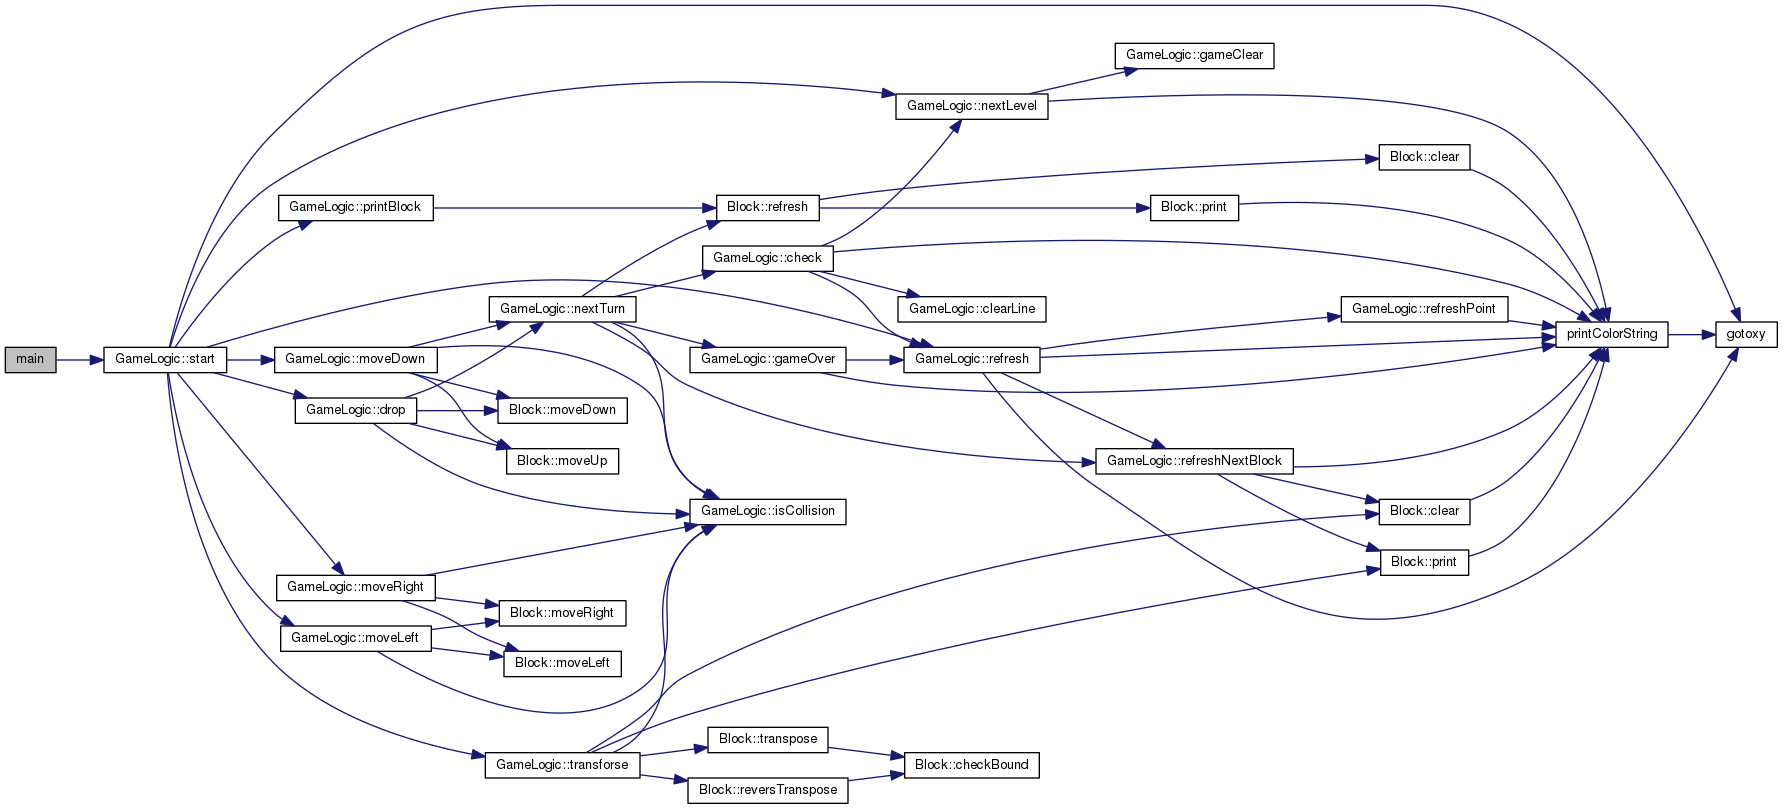 main
GameLogic::start
GameLogic::printBlock
GameLogic::moveDown
GameLogic::drop
GameLogic::moveRight
GameLogic::moveLeft
GameLogic::nextTurn
Block::moveDown
Block::moveUp
Block::moveRight
Block::moveLeft
GameLogic::transforse
Block::refresh
GameLogic::check
GameLogic::gameOver
GameLogic::isCollision
Block::transpose
Block::reversTranspose
GameLogic::nextLevel
GameLogic::clearLine
GameLogic::refresh
Block::checkBound
GameLogic::gameClear
Block::print
GameLogic::refreshNextBlock
Block::clear
GameLogic::refreshPoint
Block::clear
Block::print
printColorString
gotoxy